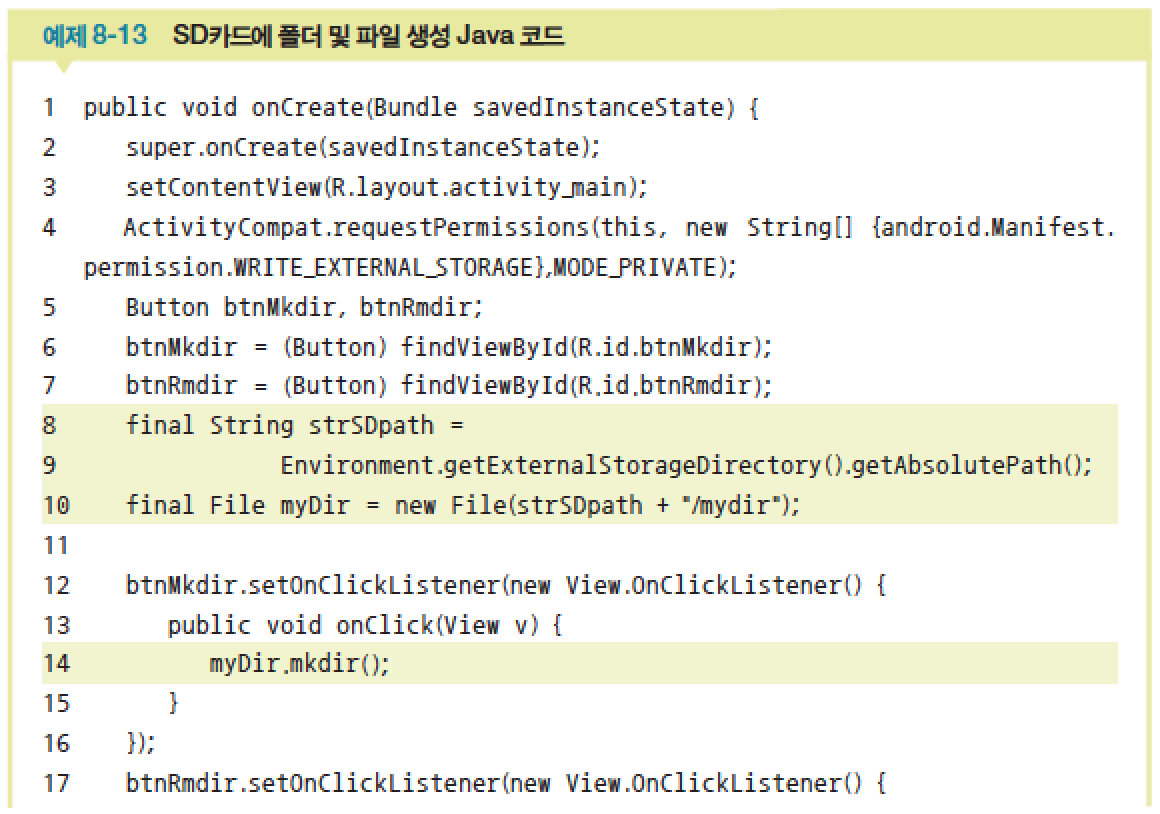 예제 8-13 SD카드에 폴더 및 파일 생성 Java 코드
1 public void onCreate(Bundle savedInstanceState) {
2 super.onCreate(savedInstanceState);
3 setContentView(R.layout.activity_main);
4 ActivityCompat.requestPermissions(this, new String[] {android.Manifest.
permission.WRITE_EXTERNAL_STORAGE},MODE_PRIVATE);
5 Button btnMkdir, btnRmdir;
6 btnMkdir = (Button) findViewById(R.id.btnMkdir);
7 btnRmdir = (Button) findViewById(R.id.btnRmdir);
8 final String strSDpath =
9 Environment.getExternalStorageDirectory().getAbsolutePath();
10 final File myDir = new File(strSDpath + "/mydir");
11
12 btnMkdir.setOnClickListener(new View.OnClickListener() {
13 public void onClick(View v) {
14 myDir.mkdir();
15 }
16 });
17 btnRmdir.setOnClickListener(new View.OnClickListener() {